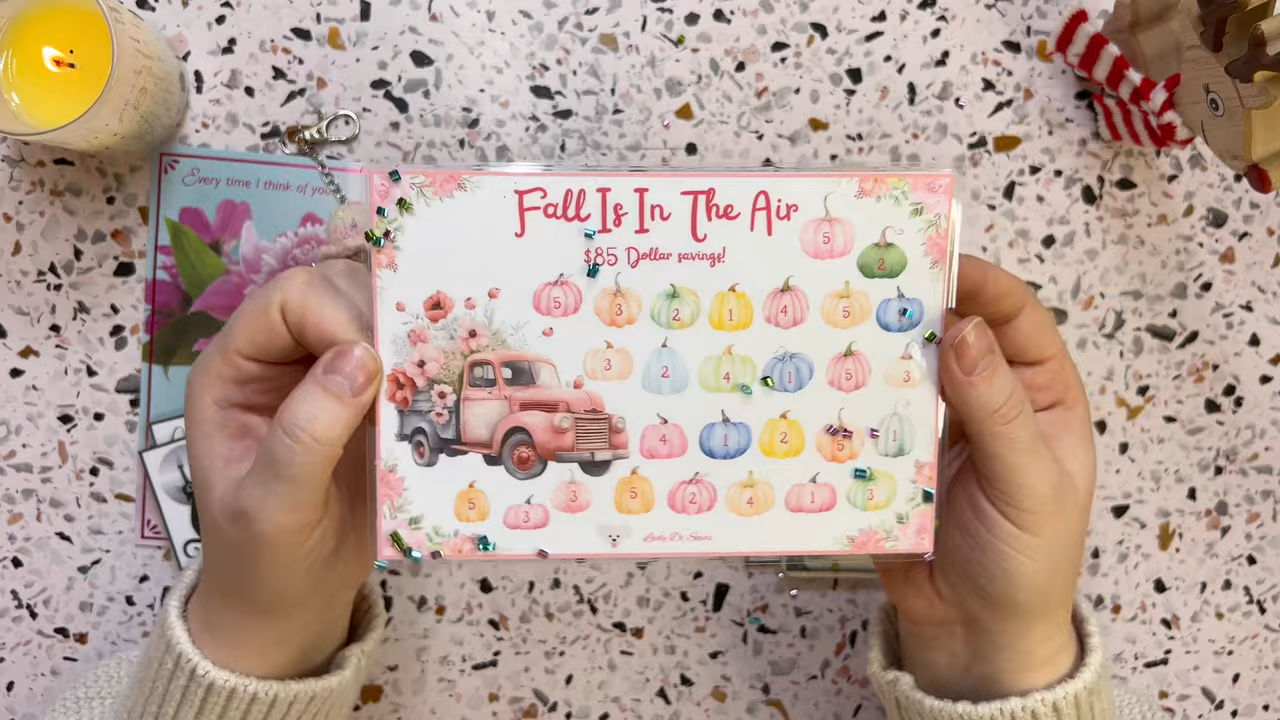 Every time I think of you
Fall Is In The Air
$85 Dollar savings!
5
2
5 3 2 1 4 5
3 2 4 1 5 3
4 1 2 5 1
5 3 3 5 2 4 1 3